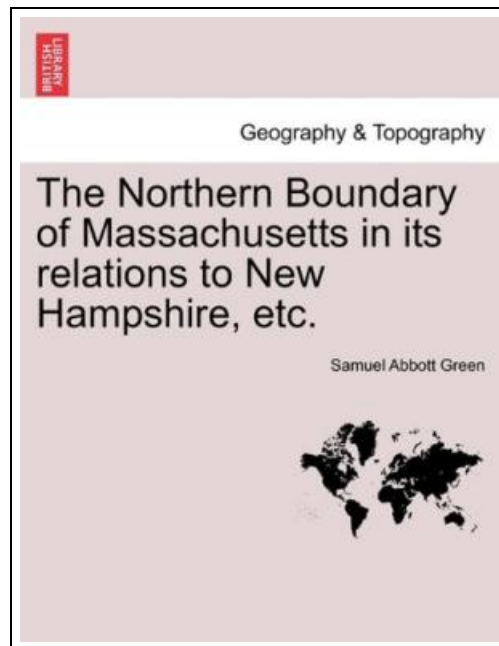 BRITISH
LIBRARY
Geography & Topography
The Northern Boundary
of Massachusetts in its
relations to New
Hampshire, etc.
Samuel Abbott Green